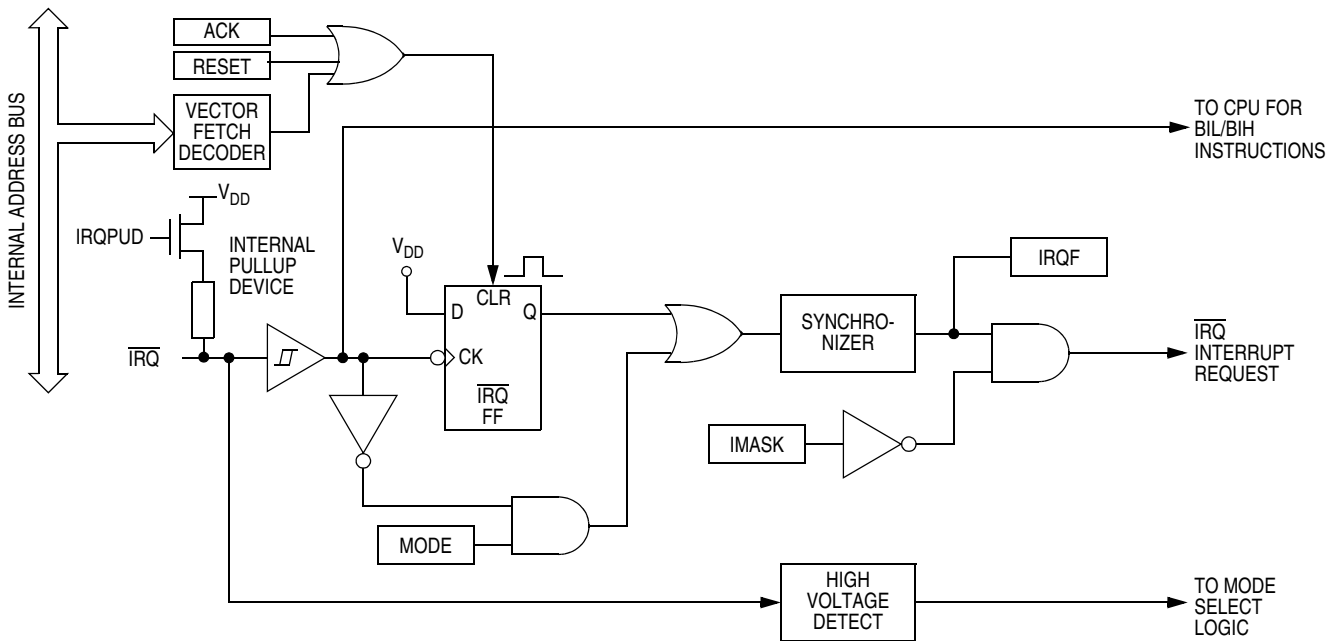 INTERNAL ADDRESS BUS
ACK
RESET
VECTOR
FETCH
DECODER
TO CPU FOR
BIL/BIH
INSTRUCTIONS
VDD
IRQPUD
INTERNAL
PULLUP
DEVICE
VDD
CLR
D
Q
CK
IRQ
FF
IRQ
SYNCHRO-
NIZER
IRQF
IRQ
INTERRUPT
REQUEST
IMASK
MODE
HIGH
VOLTAGE
DETECT
TO MODE
SELECT
LOGIC